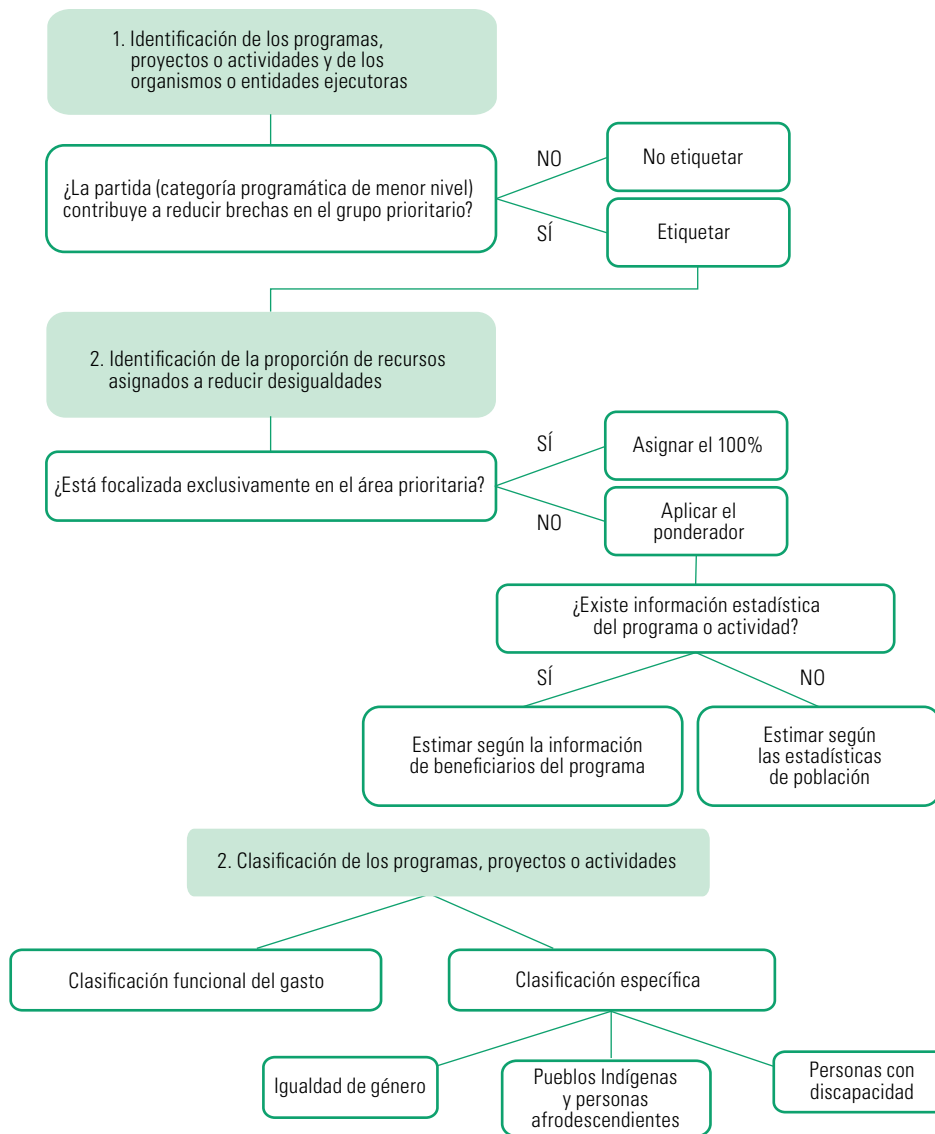 1. Identificación de los programas,
proyectos o actividades y de los
organismos o entidades ejecutoras
¿La partida (categoría programática de menor nivel)
contribuye a reducir brechas en el grupo prioritario?
NO
No etiquetar
SÍ
Etiquetar
2. Identificación de la proporción de recursos
asignados a reducir desigualdades
¿Está focalizada exclusivamente en el área prioritaria?
SÍ
Asignar el 100%
NO
Aplicar el
ponderador
¿Existe información estadística
del programa o actividad?
SÍ
NO
Estimar según la información
de beneficiarios del programa
Estimar según
las estadísticas
de población
2. Clasificación de los programas, proyectos o actividades
Clasificación funcional del gasto
Clasificación específica
Igualdad de género
Pueblos Indígenas
y personas
afrodescendientes
Personas con
discapacidad